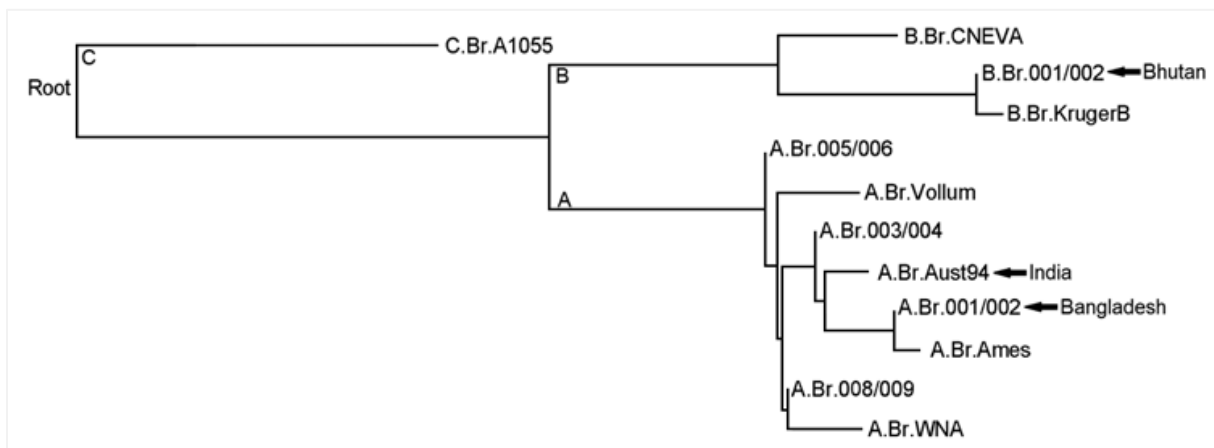 C.Br.A1055
C
Root
B.Br.CNEVA
B
B.Br.001/002 Bhutan
B.Br.KrugerB
A.Br.005/006
A
A.Br.Vollum
A.Br.003/004
A.Br.Aust94 India
A.Br.001/002 Bangladesh
A.Br.Ames
A.Br.008/009
A.Br.WNA